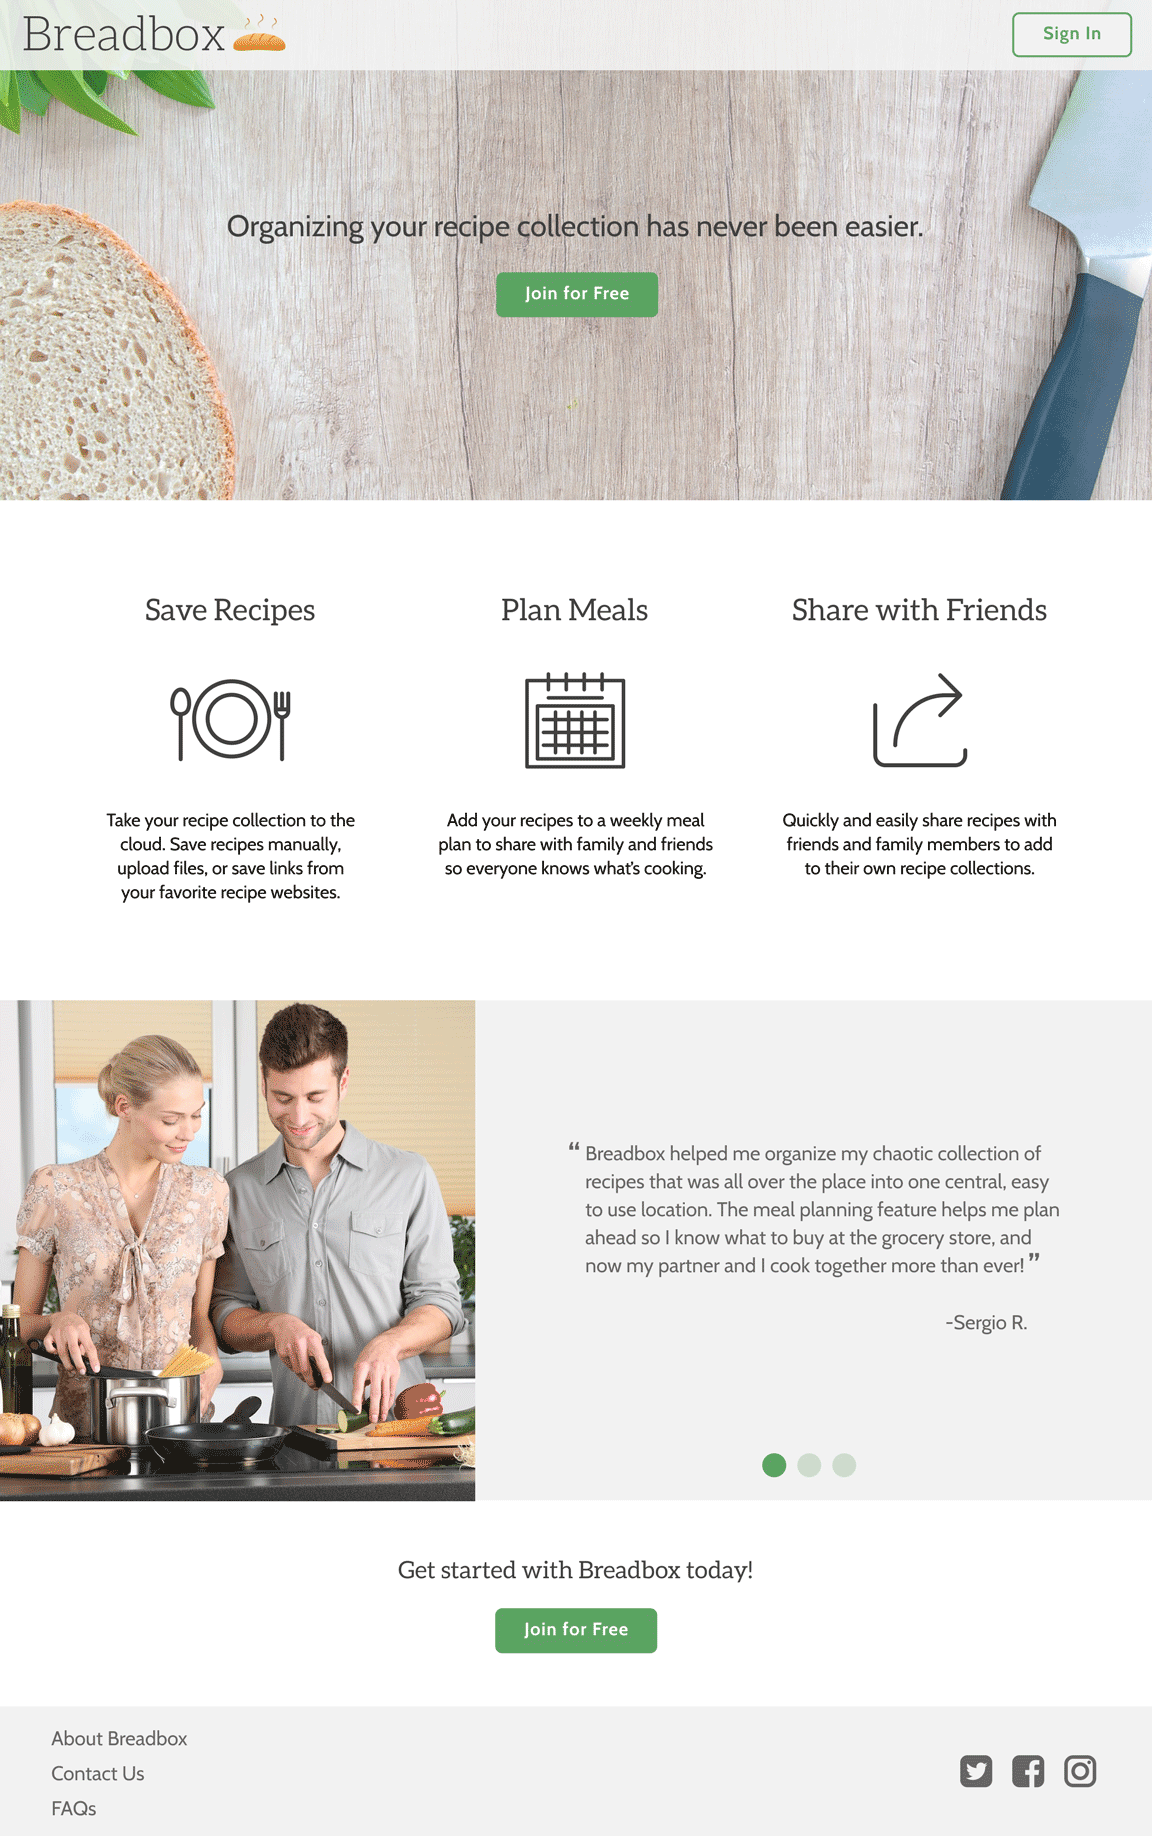 Breadbox
Sign In
Organizing your recipe collection has never been easier.
Join for Free
Save Recipes
Plan Meals
Share with Friends
Take your recipe collection to the
cloud. Save recipes manually,
upload files, or save links from
your favorite recipe websites.
Add your recipes to a weekly meal
plan to share with family and friends
so everyone knows what's cooking.
Quickly and easily share recipes with
friends and family members to add
to their own recipe collections.
“ Breadbox helped me organize my chaotic collection of
recipes that was all over the place into one central, easy
to use location. The meal planning feature helps me plan
ahead so I know what to buy at the grocery store, and
now my partner and I cook together more than ever! ”
-Sergio R.
Get started with Breadbox today!
Join for Free
About Breadbox
Contact Us
FAQs